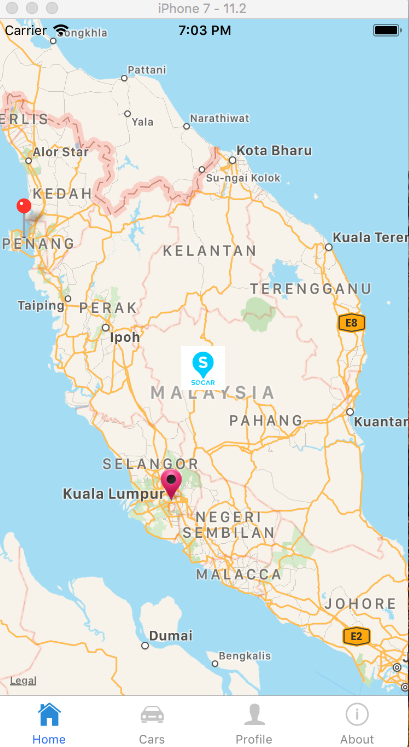 iPhone 7 - 11.2
Carrier 7:03 PM
Songkhla
Pattani
Yala
Narathiwat
ERLIS
Alor Star
Kota Bharu
Su-ngai Kolok
KEDAH
PENANG
Kuala Teren
KELANTAN
TERENGGANU
Taiping
PERAK
Ipoh
E8
S
SOCAR
MALAYSIA
PAHANG
Kuantan
SELANGOR
Kuala Lumpur
NEGERI
SEMBILAN
MALACCA
JOHORE
E2
Dumai
Bengkalis
Legal
Home Cars Profile About